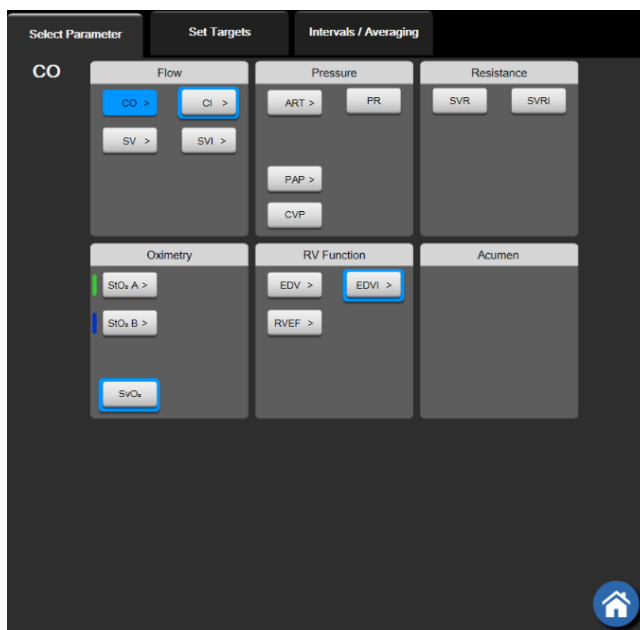 Select Parameter
Set Targets
Intervals / Averaging
CO
Flow
CO >
CI >
SV >
SVI >
Pressure
ART >
PR
PAP >
CVP
Resistance
SVR
SVRI
Oximetry
StO₂ A >
StO₂ B >
SvO₂
RV Function
EDV >
EDVI >
RVEF >
Acumen